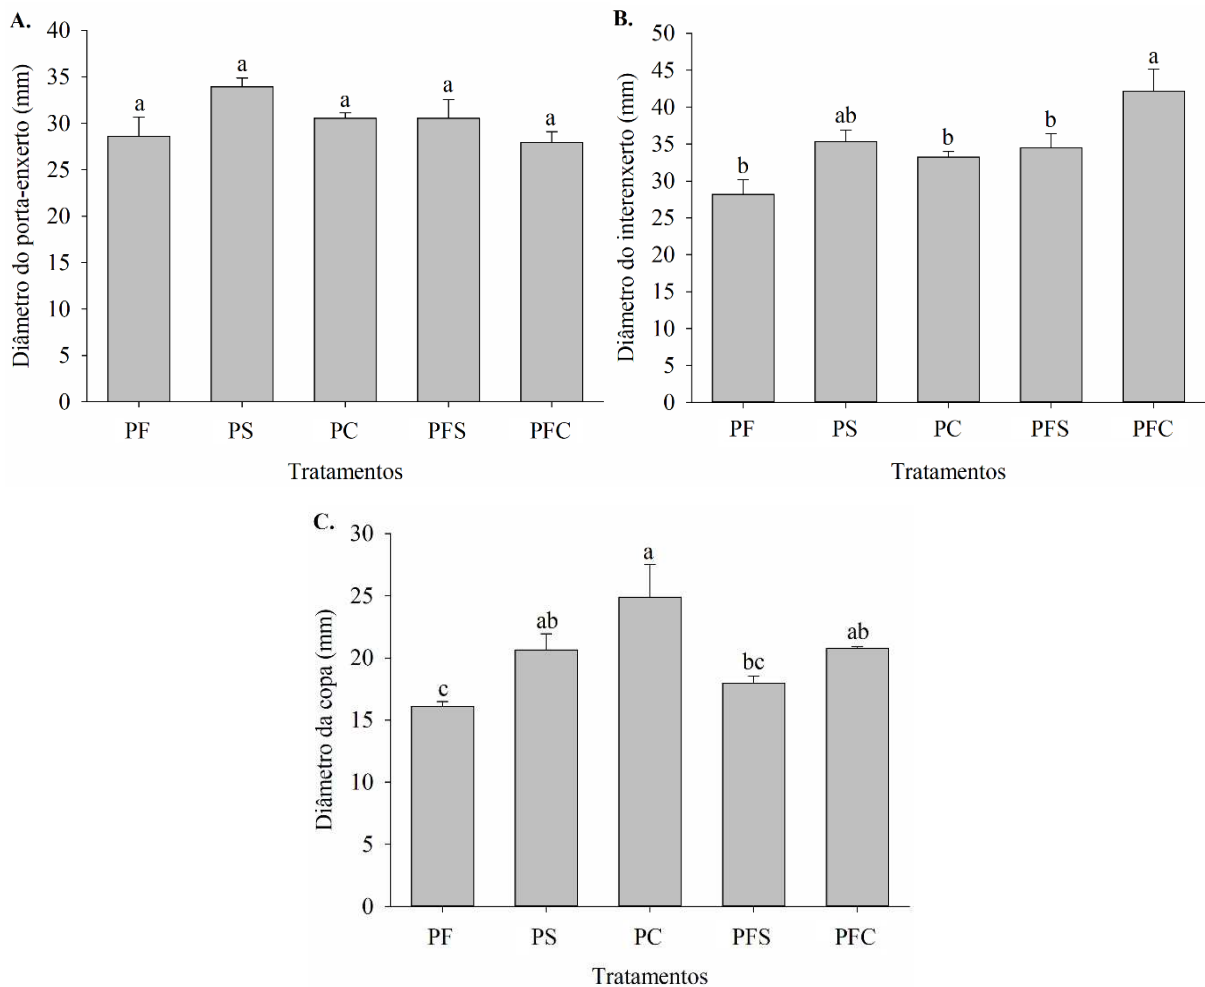 A.
Diâmetro do porta-enxerto (mm)
40
35
30
25
20
15
10
5
0
a
a
a
a
a
PF
PS
PC
PFS
PFC
Tratamentos
B.
Diâmetro do interenxerto (mm)
50
45
40
35
30
25
20
15
10
5
0
b
ab
b
b
a
PF
PS
PC
PFS
PFC
Tratamentos
C.
Diâmetro da copa (mm)
30
25
20
15
10
5
0
c
ab
a
bc
ab
PF
PS
PC
PFS
PFC
Tratamentos